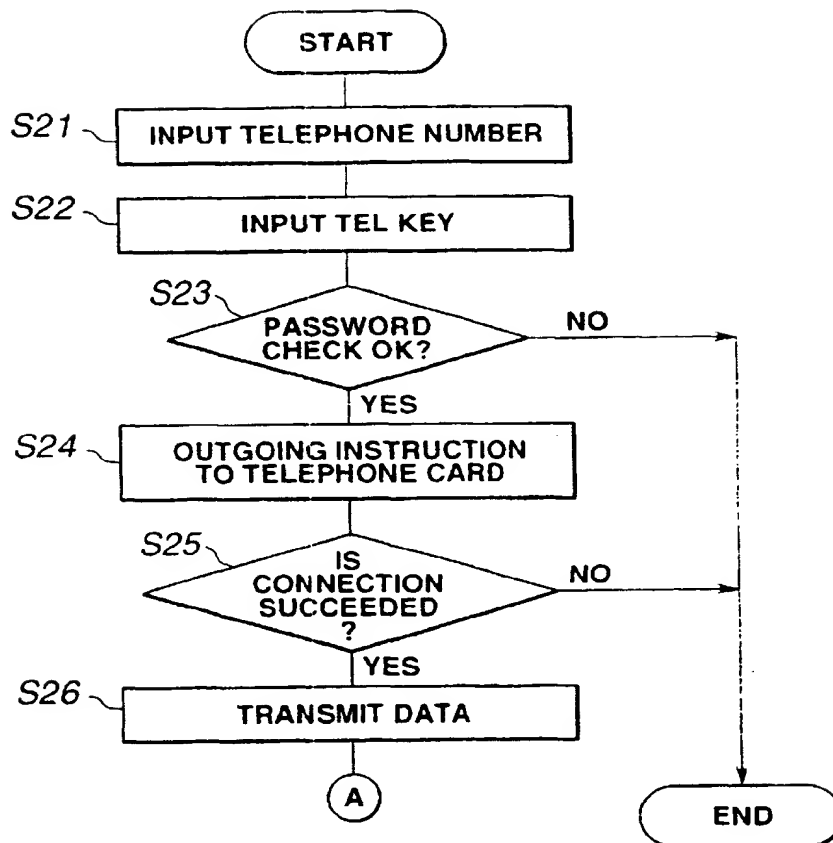 START
S21
INPUT TELEPHONE NUMBER
S22
INPUT TEL KEY
S23
PASSWORD
CHECK OK?
NO
YES
S24
OUTGOING INSTRUCTION
TO TELEPHONE CARD
S25
IS
CONNECTION
SUCCEEDED
?
NO
YES
S26
TRANSMIT DATA
A
END